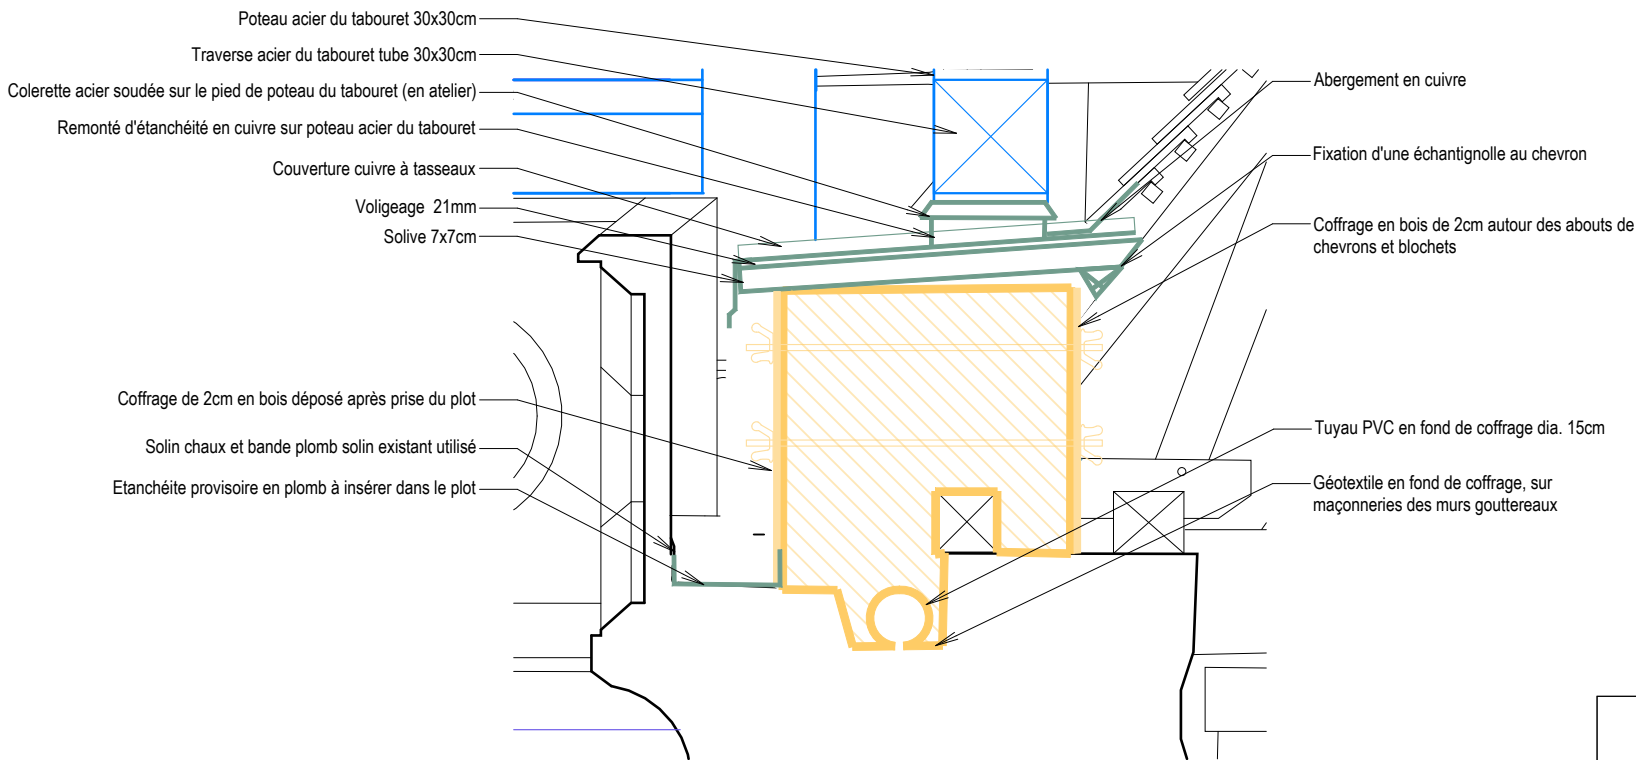 Poteau acier du tabouret 30x30cm
Traverse acier du tabouret tube 30x30cm
Colerette acier soudée sur le pied de poteau du tabouret (en atelier)
Remonté d'étanchéité en cuivre sur poteau acier du tabouret
Couverture cuivre à tasseaux
Voligeage 21mm
Solive 7x7cm
Coffrage de 2cm en bois déposé après prise du plot
Solin chaux et bande plomb solin existant utilisé
Etanchéite provisoire en plomb à insérer dans le plot
Abergement en cuivre
Fixation d'une échantignolle au chevron
Coffrage en bois de 2cm autour des abouts de
chevrons et blochets
Tuyau PVC en fond de coffrage dia. 15cm
Géotextile en fond de coffrage, sur
maçonneries des murs gouttereaux